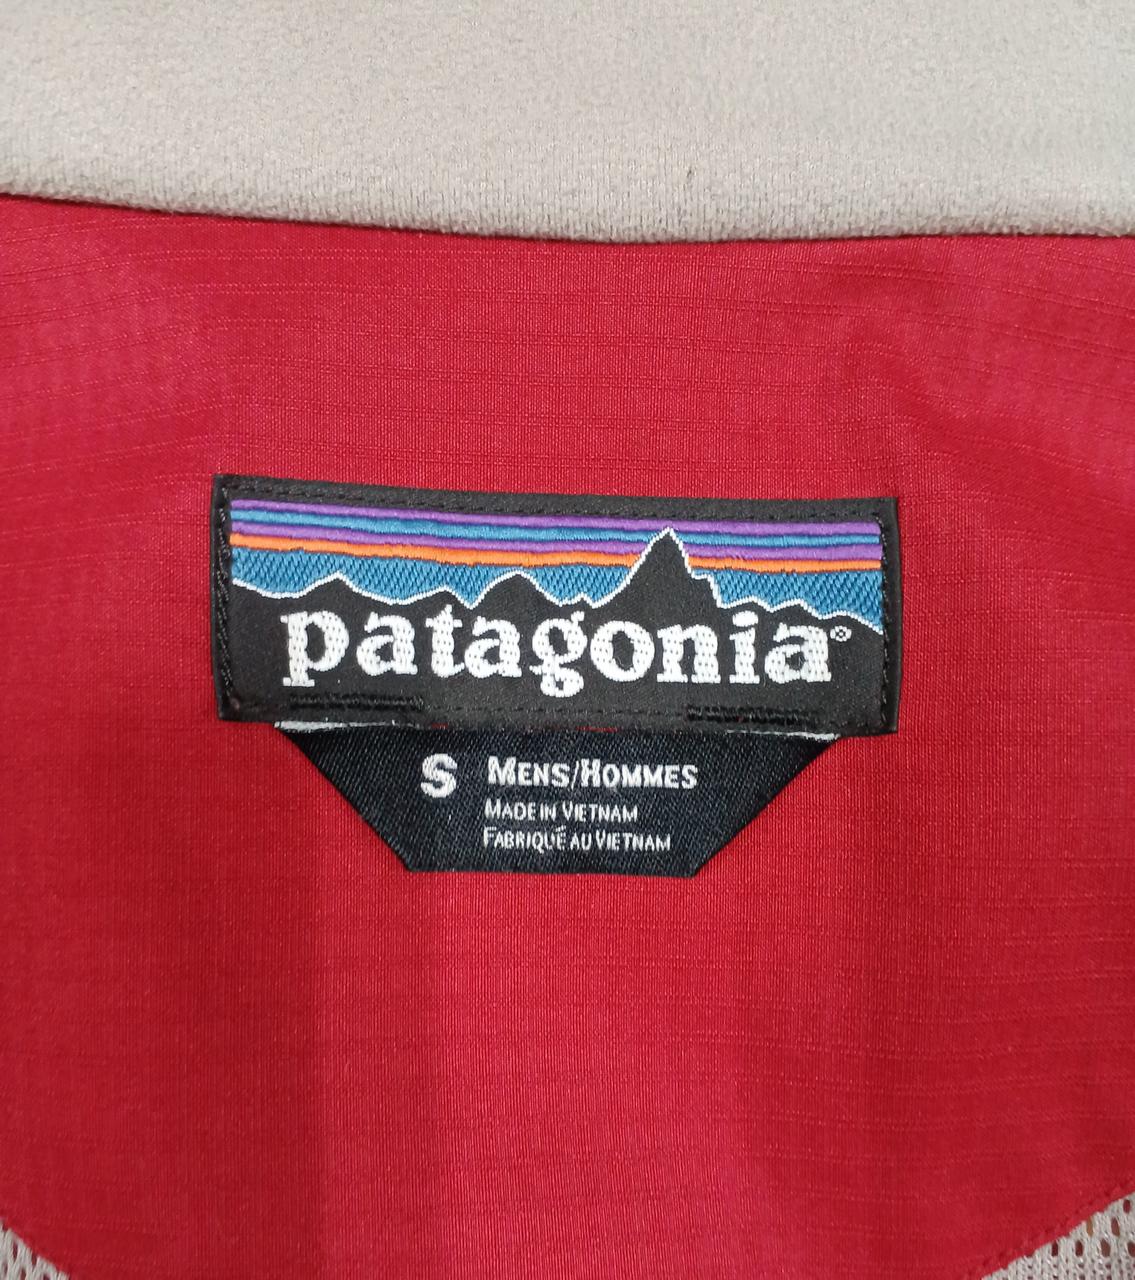 patagonia®
S MENS/HOMMES
MADE IN VIETNAM
FABRIQUÉ AU VIETNAM